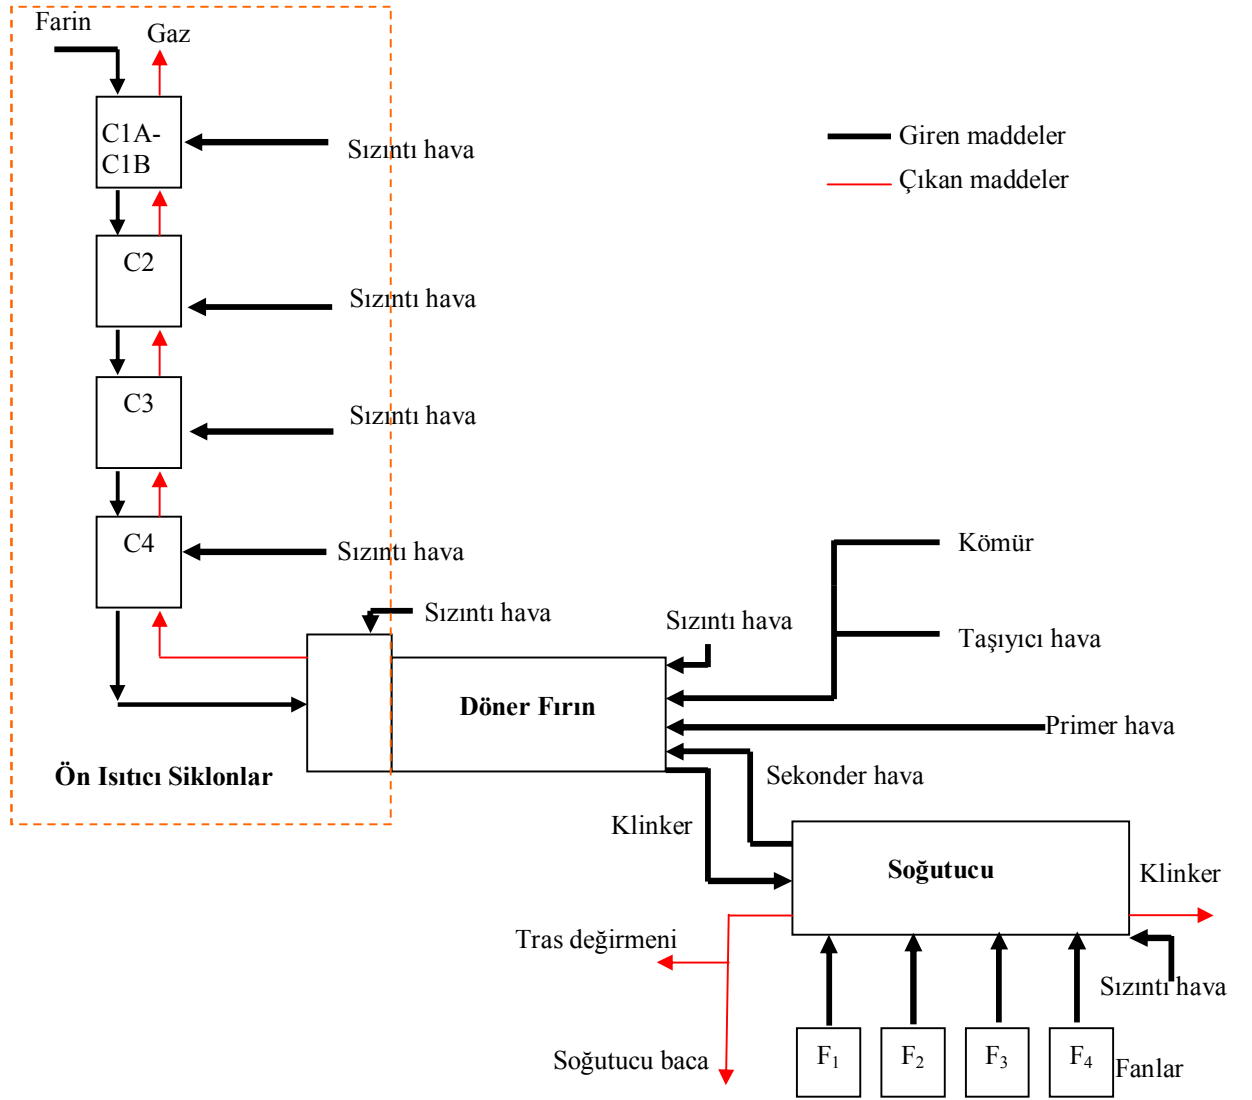 Farin
Gaz
C1A-
C1B
Sızıntı hava
Giren maddeler
Çıkan maddeler
C2
Sızıntı hava
C3
Sızıntı hava
C4
Sızıntı hava
Kömür
Sızıntı hava
Sızıntı hava
Taşıyıcı hava
Döner Fırın
Primer hava
Ön Isıtıcı Siklonlar
Sekonder hava
Klinker
Soğutucu
Klinker
Tras değirmeni
Sızıntı hava
Soğutucu baca
F1
F2
F3
F4
Fanlar